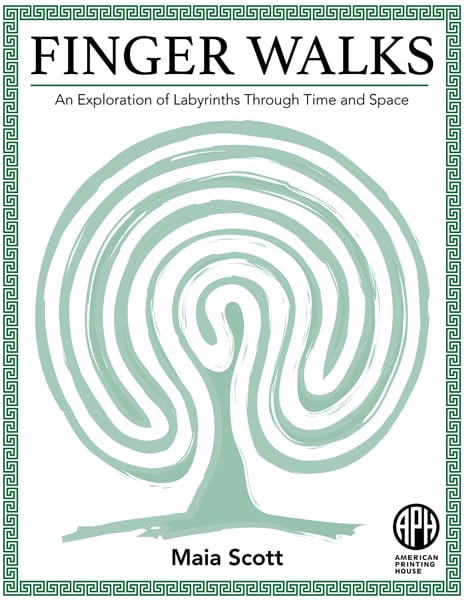 FINGER WALKS
An Exploration of Labyrinths Through Time and Space
Maia Scott
APH
AMERICAN
PRINTING
HOUSE